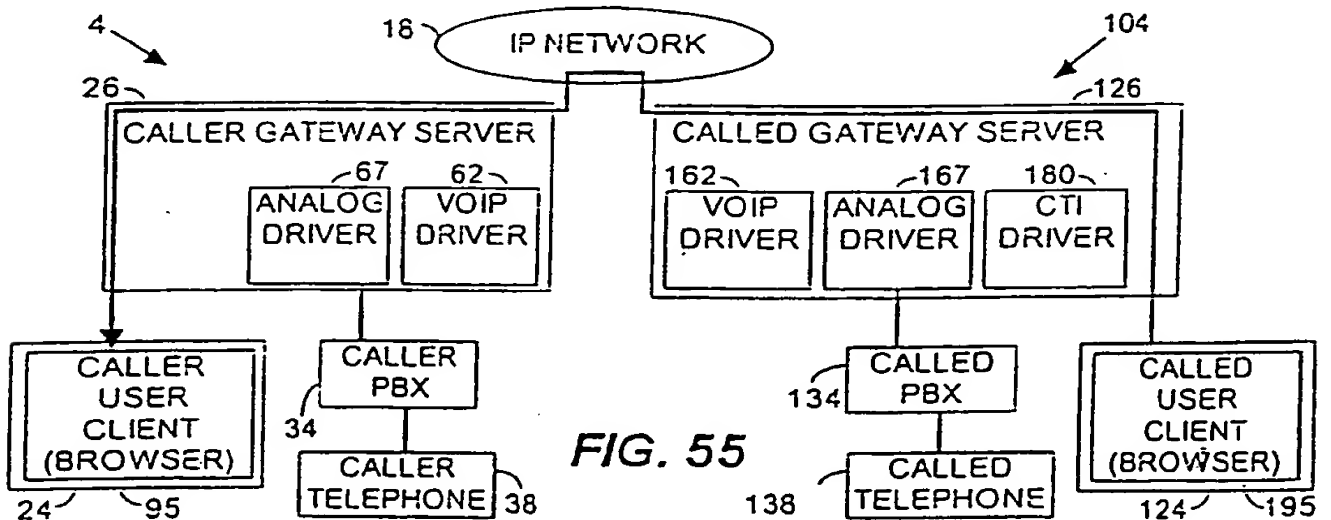 4
18
IP NETWORK
104
26
126
CALLER GATEWAY SERVER
CALLED GATEWAY SERVER
67
62
162
167
180
ANALOG
DRIVER
VOIP
DRIVER
VOIP
DRIVER
ANALOG
DRIVER
CTI
DRIVER
CALLER
USER
CLIENT
(BROWSER)
24
95
CALLER
PBX
34
CALLER
TELEPHONE
38
FIG. 55
CALLED
PBX
134
CALLED
TELEPHONE
138
CALLED
USER
CLIENT
(BROWSER)
124
195